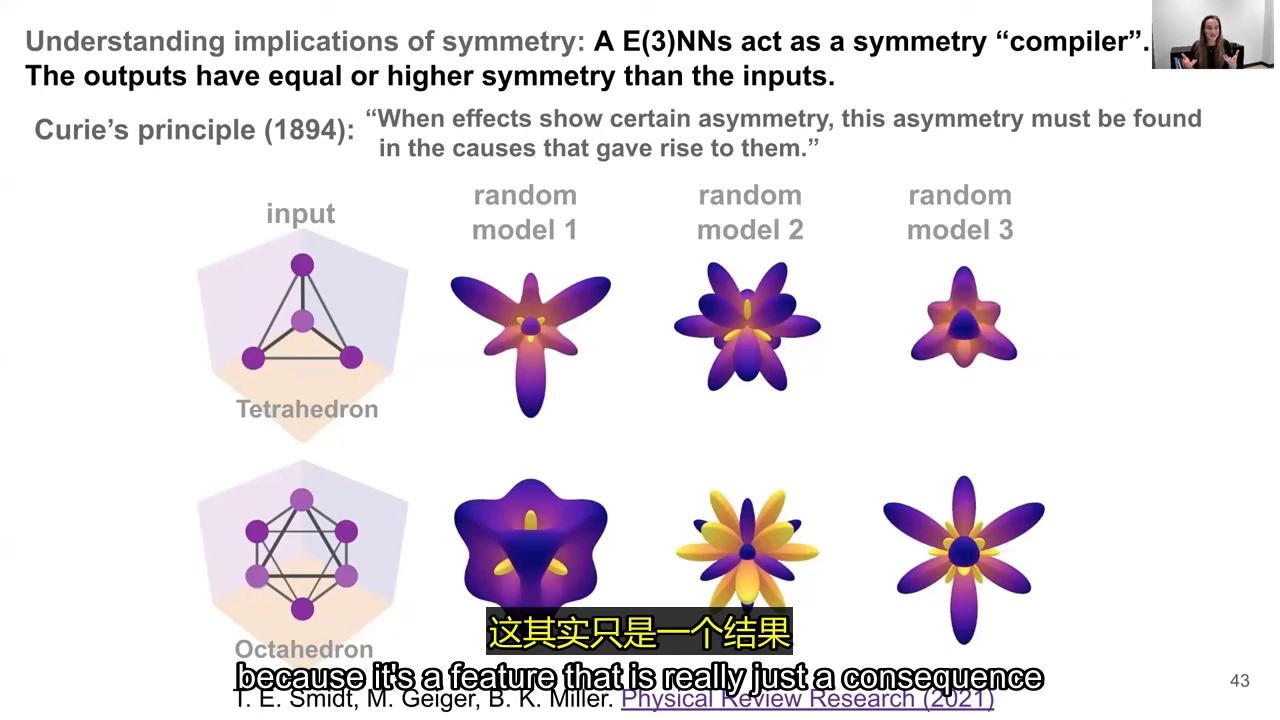 Understanding implications of symmetry: A E(3)NNs act as a symmetry “compiler”.
The outputs have equal or higher symmetry than the inputs.
Curie’s principle (1894): “When effects show certain asymmetry, this asymmetry must be found
in the causes that gave rise to them.”
input
random
model 1
random
model 2
random
model 3
Tetrahedron
Octahedron
这其实只是一个结果
because it's a feature that is really just a consequence
T. E. Smidt, M. Geiger, B. K. Miller. Physical Review Research (2021)
43